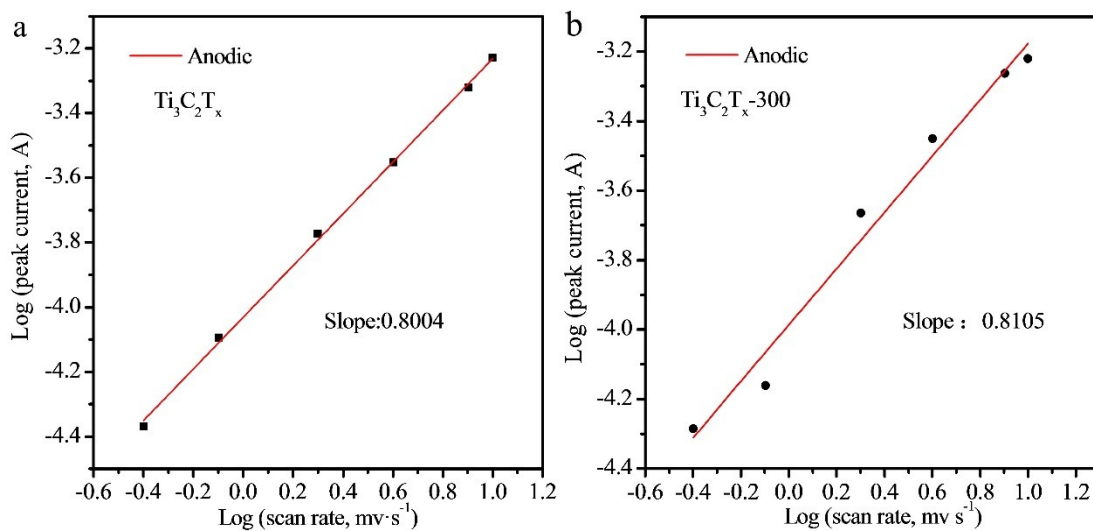 a
-3.2
-3.4
-3.6
-3.8
-4.0
-4.2
-4.4
Log (peak current, A)
Anodic
Ti₃C₂Tₓ
Slope:0.8004
-0.6 -0.4 -0.2 0.0 0.2 0.4 0.6 0.8 1.0 1.2
Log (scan rate, mv·s⁻¹)
b
-3.2
-3.4
-3.6
-3.8
-4.0
-4.2
-4.4
Log (peak current, A)
Anodic
Ti₃C₂Tₓ-300
Slope： 0.8105
-0.6 -0.4 -0.2 0.0 0.2 0.4 0.6 0.8 1.0 1.2
Log (scan rate, mv s⁻¹)